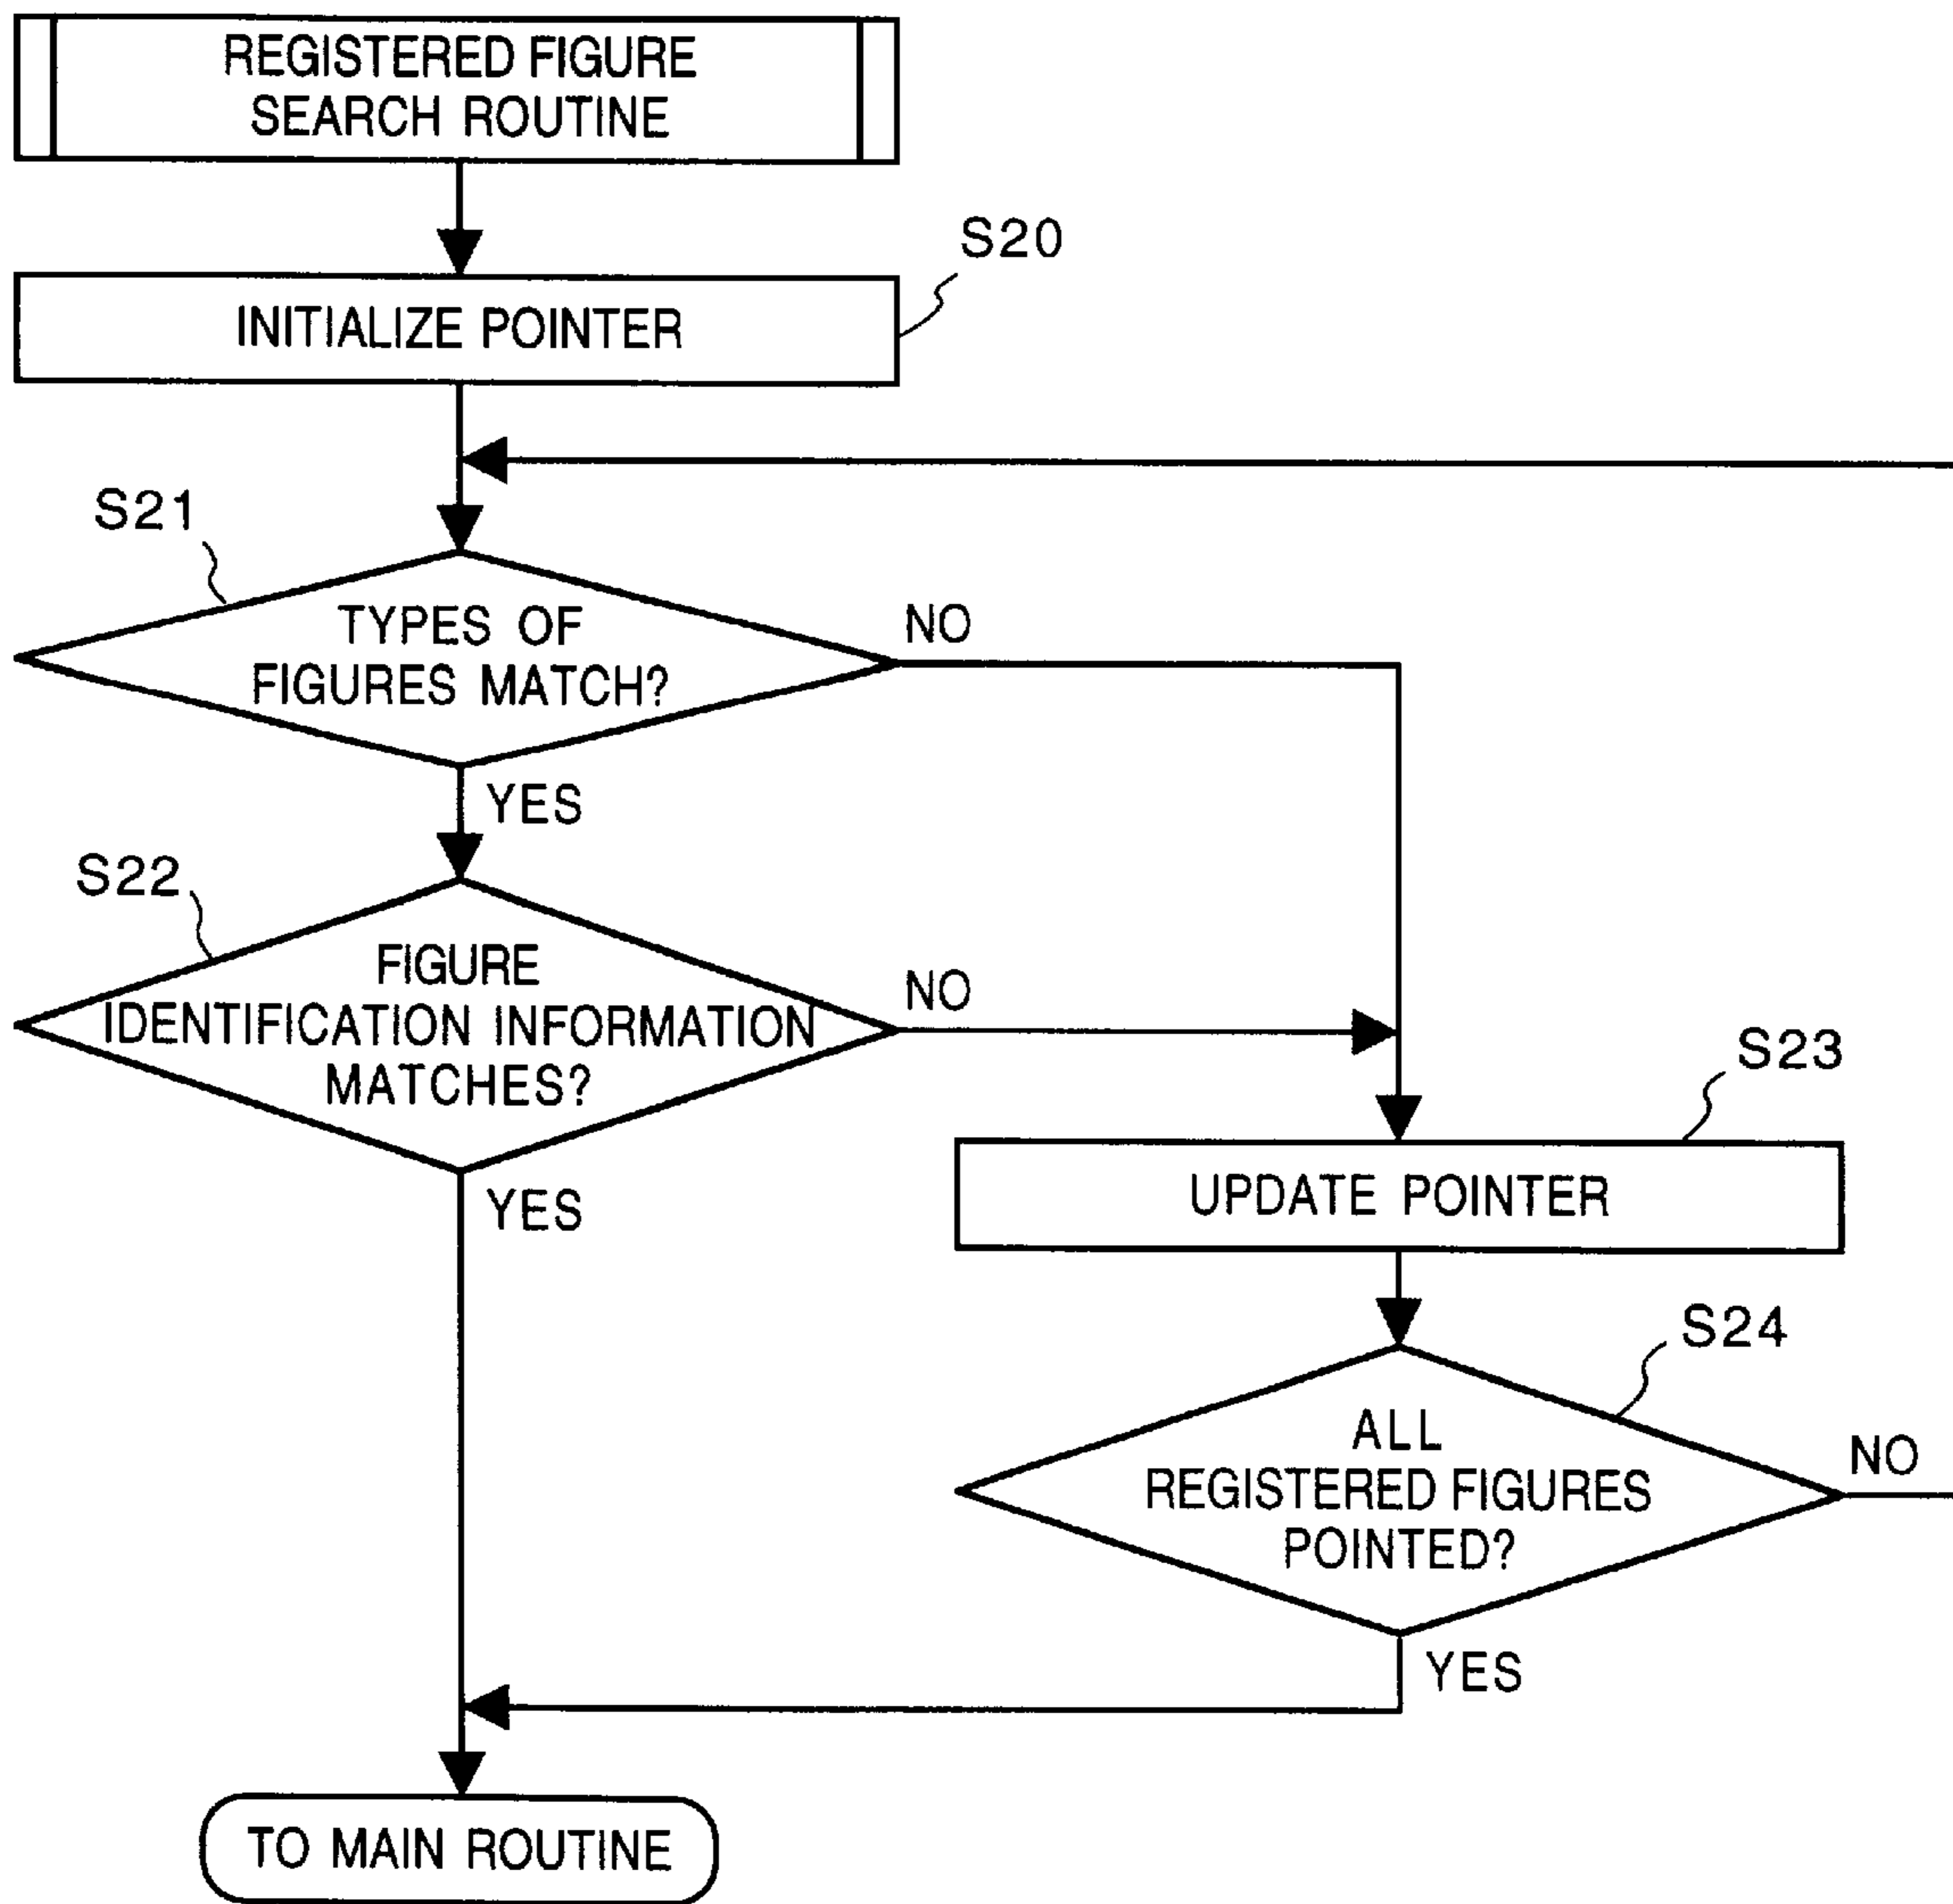 REGISTERED FIGURE
SEARCH ROUTINE
S20
INITIALIZE POINTER
S21
TYPES OF
FIGURES MATCH?
NO
YES
S22
FIGURE
IDENTIFICATION INFORMATION
MATCHES?
NO
YES
S23
UPDATE POINTER
S24
ALL
REGISTERED FIGURES
POINTED?
NO
YES
TO MAIN ROUTINE